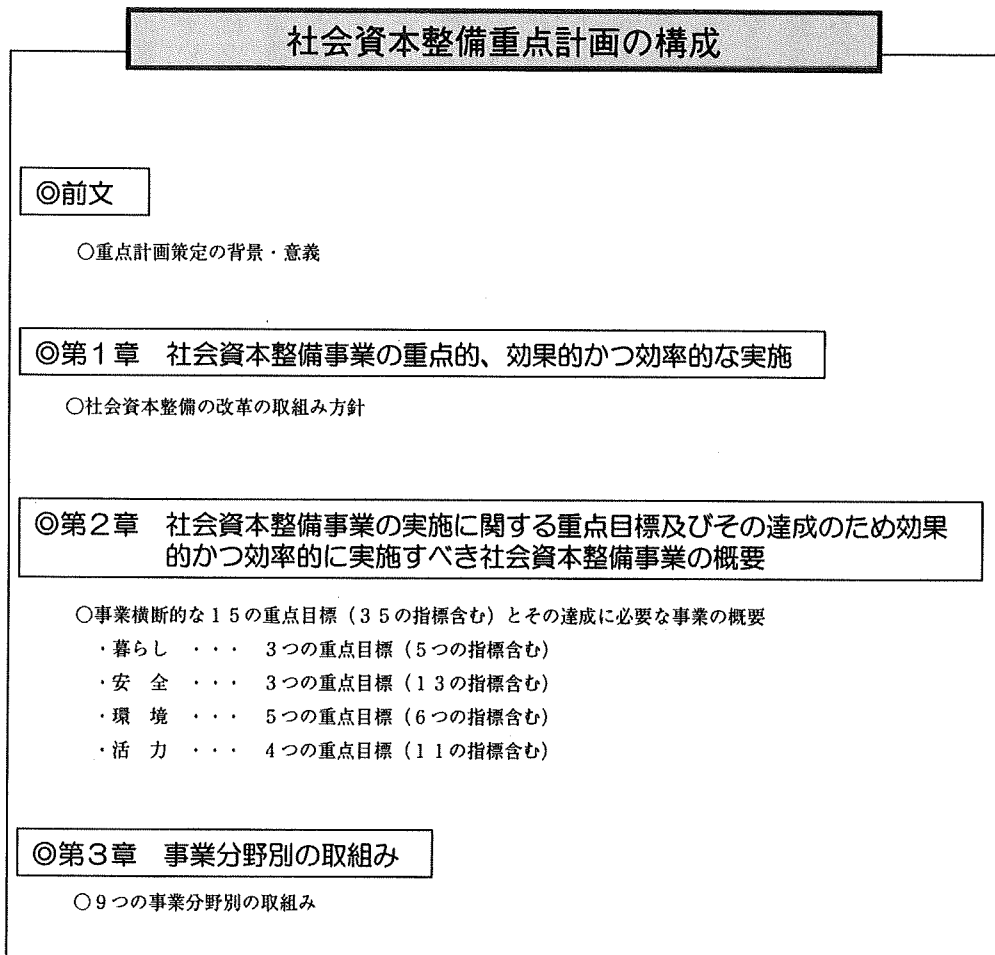 社会資本整備重点計画の構成
◎前文
○重点計画策定の背景・意義
◎第1章　社会資本整備事業の重点的、効果的かつ効率的な実施
○社会資本整備の改革の取組み方針
◎第2章　社会資本整備事業の実施に関する重点目標及びその達成のため効果
的かつ効率的に実施すべき社会資本整備事業の概要
○事業横断的な15の重点目標（35の指標含む）とその達成に必要な事業の概要
・暮らし　・・・　3つの重点目標（5つの指標含む）
・安　全　・・・　3つの重点目標（13の指標含む）
・環　境　・・・　5つの重点目標（6つの指標含む）
・活　力　・・・　4つの重点目標（11の指標含む）
◎第3章　事業分野別の取組み
○9つの事業分野別の取組み